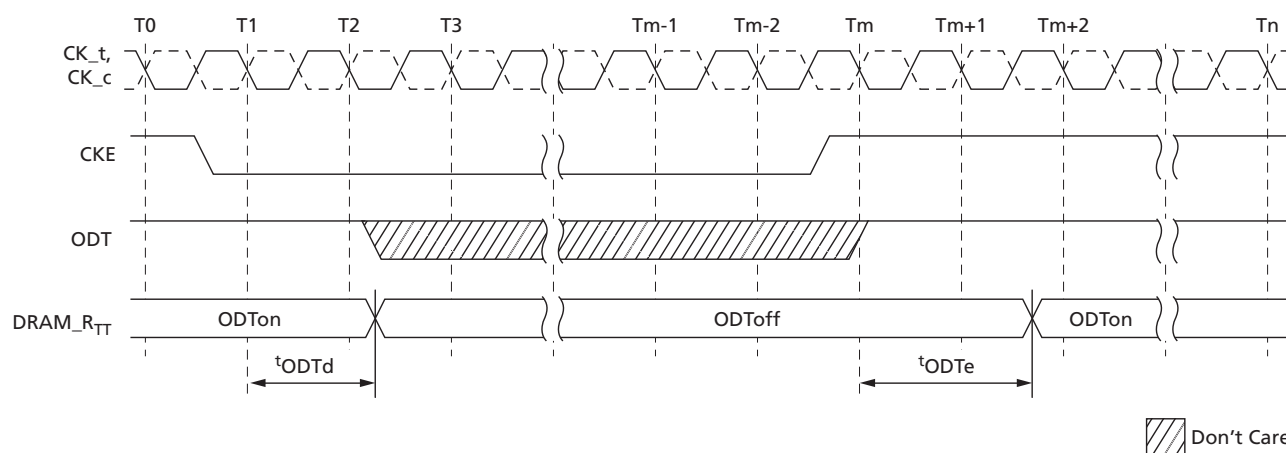 T0 T1 T2 T3 Tm-1 Tm-2 Tm Tm+1 Tm+2 Tn
CK_t,
CK_c
CKE
ODT
DRAM_RTT ODTon ODToff ODTon
tODTd tODTe
Don't Care